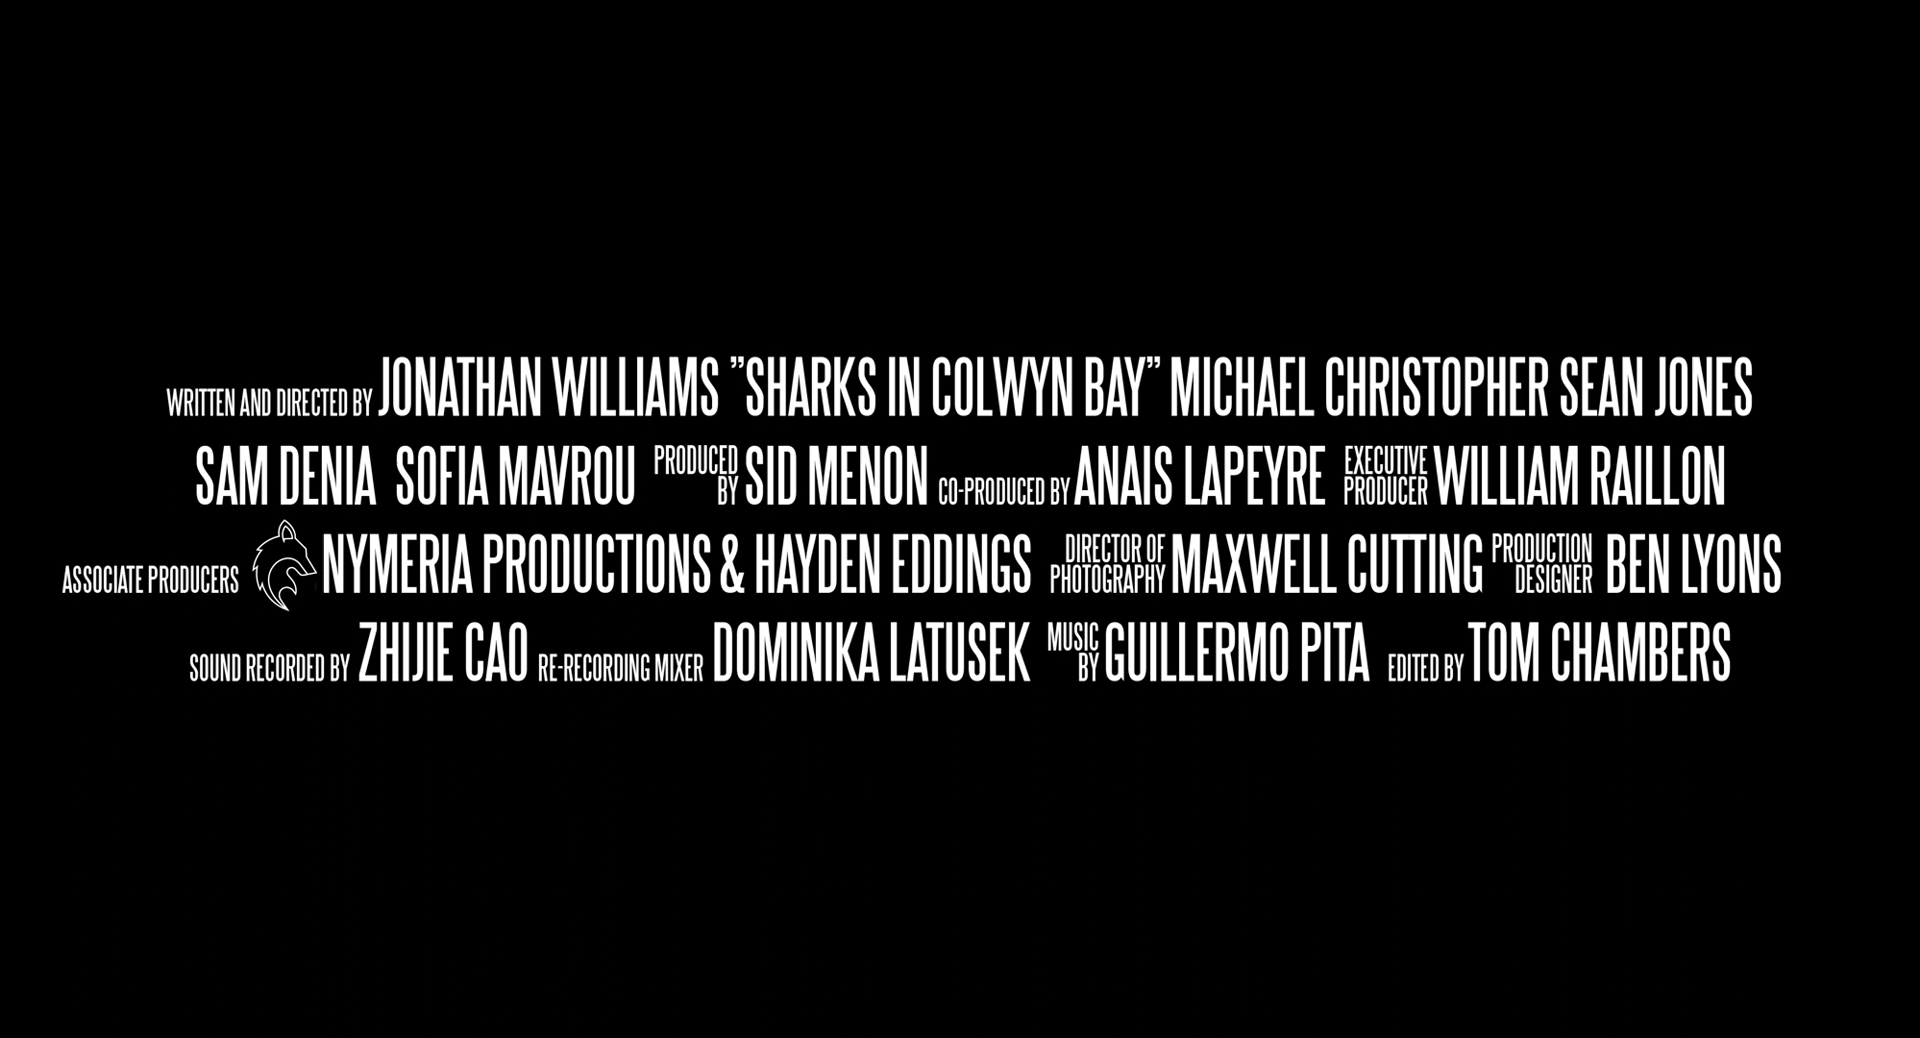 WRITTEN AND DIRECTED BY JONATHAN WILLIAMS ”SHARKS IN COLWYN BAY” MICHAEL CHRISTOPHER SEAN JONES
SAM DENIA SOFIA MAVROU PRODUCED BY SID MENON CO-PRODUCED BY ANAIS LAPEYRE EXECUTIVE PRODUCER WILLIAM RAILLON
ASSOCIATE PRODUCERS NYMERIA PRODUCTIONS & HAYDEN EDDINGS DIRECTOR OF PHOTOGRAPHY MAXWELL CUTTING PRODUCTION DESIGNER BEN LYONS
SOUND RECORDED BY ZHIJIE CAO RE-RECORDING MIXER DOMINIKA LATUSEK MUSIC BY GUILLERMO PITA EDITED BY TOM CHAMBERS